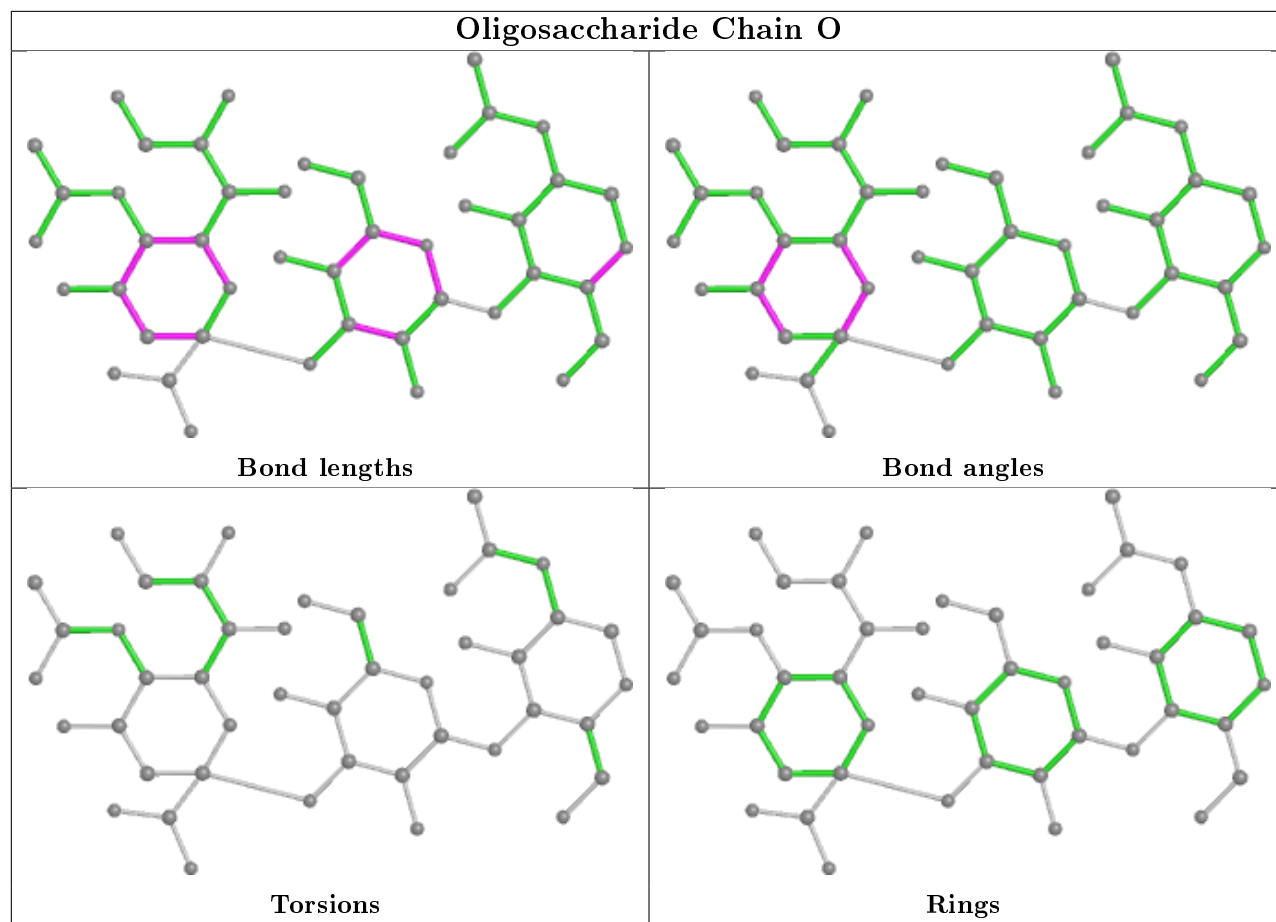 Oligosaccharide Chain O
Bond lengths
Bond angles
Torsions
Rings